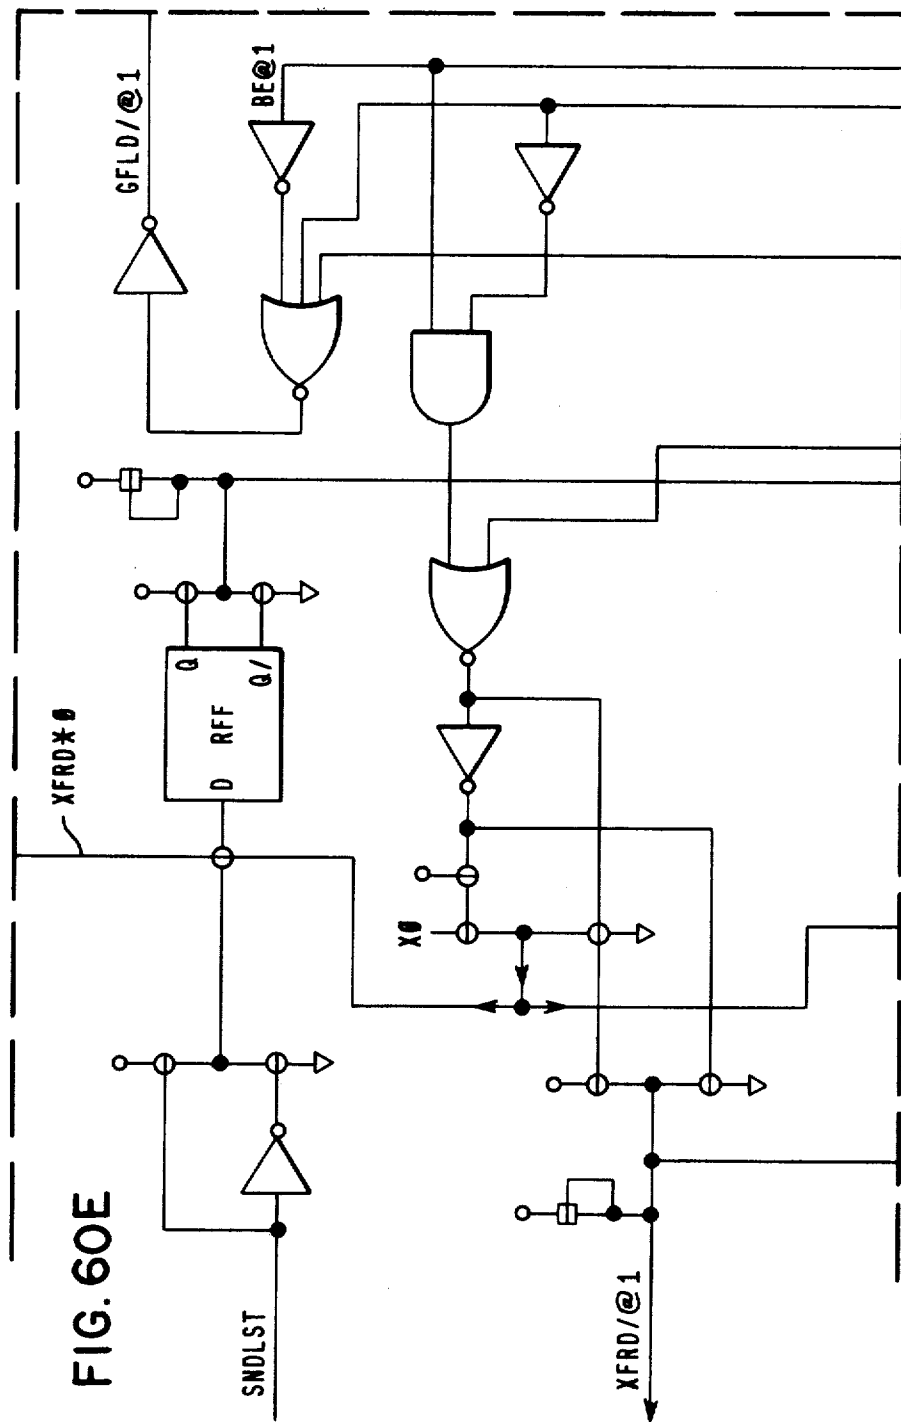 FIG. 60E
SNDLST
XFRD/@1
XFRD*0
D
RFF
Q
Q/
X0
GFLD/@1
BE@1